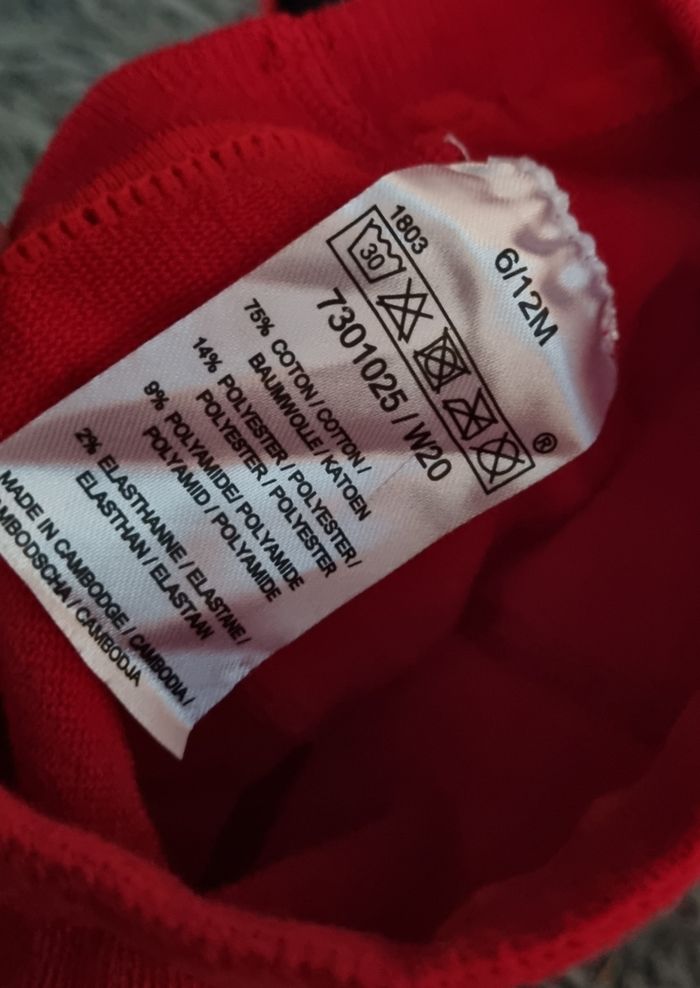 6/12M
1803
30
®
7301025 / W20
75% COTON / COTTON /
BAUMWOLLE / KATOEN
14% POLYESTER / POLYESTER /
POLYESTER / POLYESTER
9% POLYAMIDE / POLYAMIDE
POLYAMID / POLYAMIDE
2% ELASTHANNE / ELASTANE /
ELASTHAN / ELASTAAN
MADE IN CAMBODGE / CAMBODIA /
KAMBODSCHA / CAMBODJA